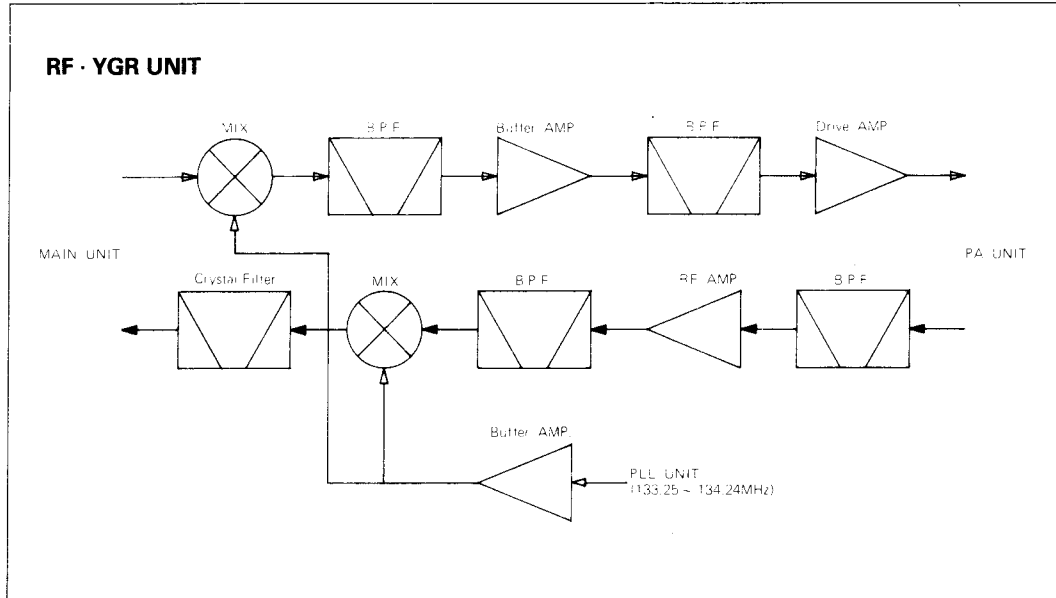 RF · YGR UNIT
MIX
B.P.F
Buffer AMP.
B.P.F
Drive AMP
MAIN UNIT
PA UNIT
Crystal Filter
MIX
B.P.F
RF AMP
B.P.F
Buffer AMP.
PLL UNIT
(133.25 ~ 134.24MHz)